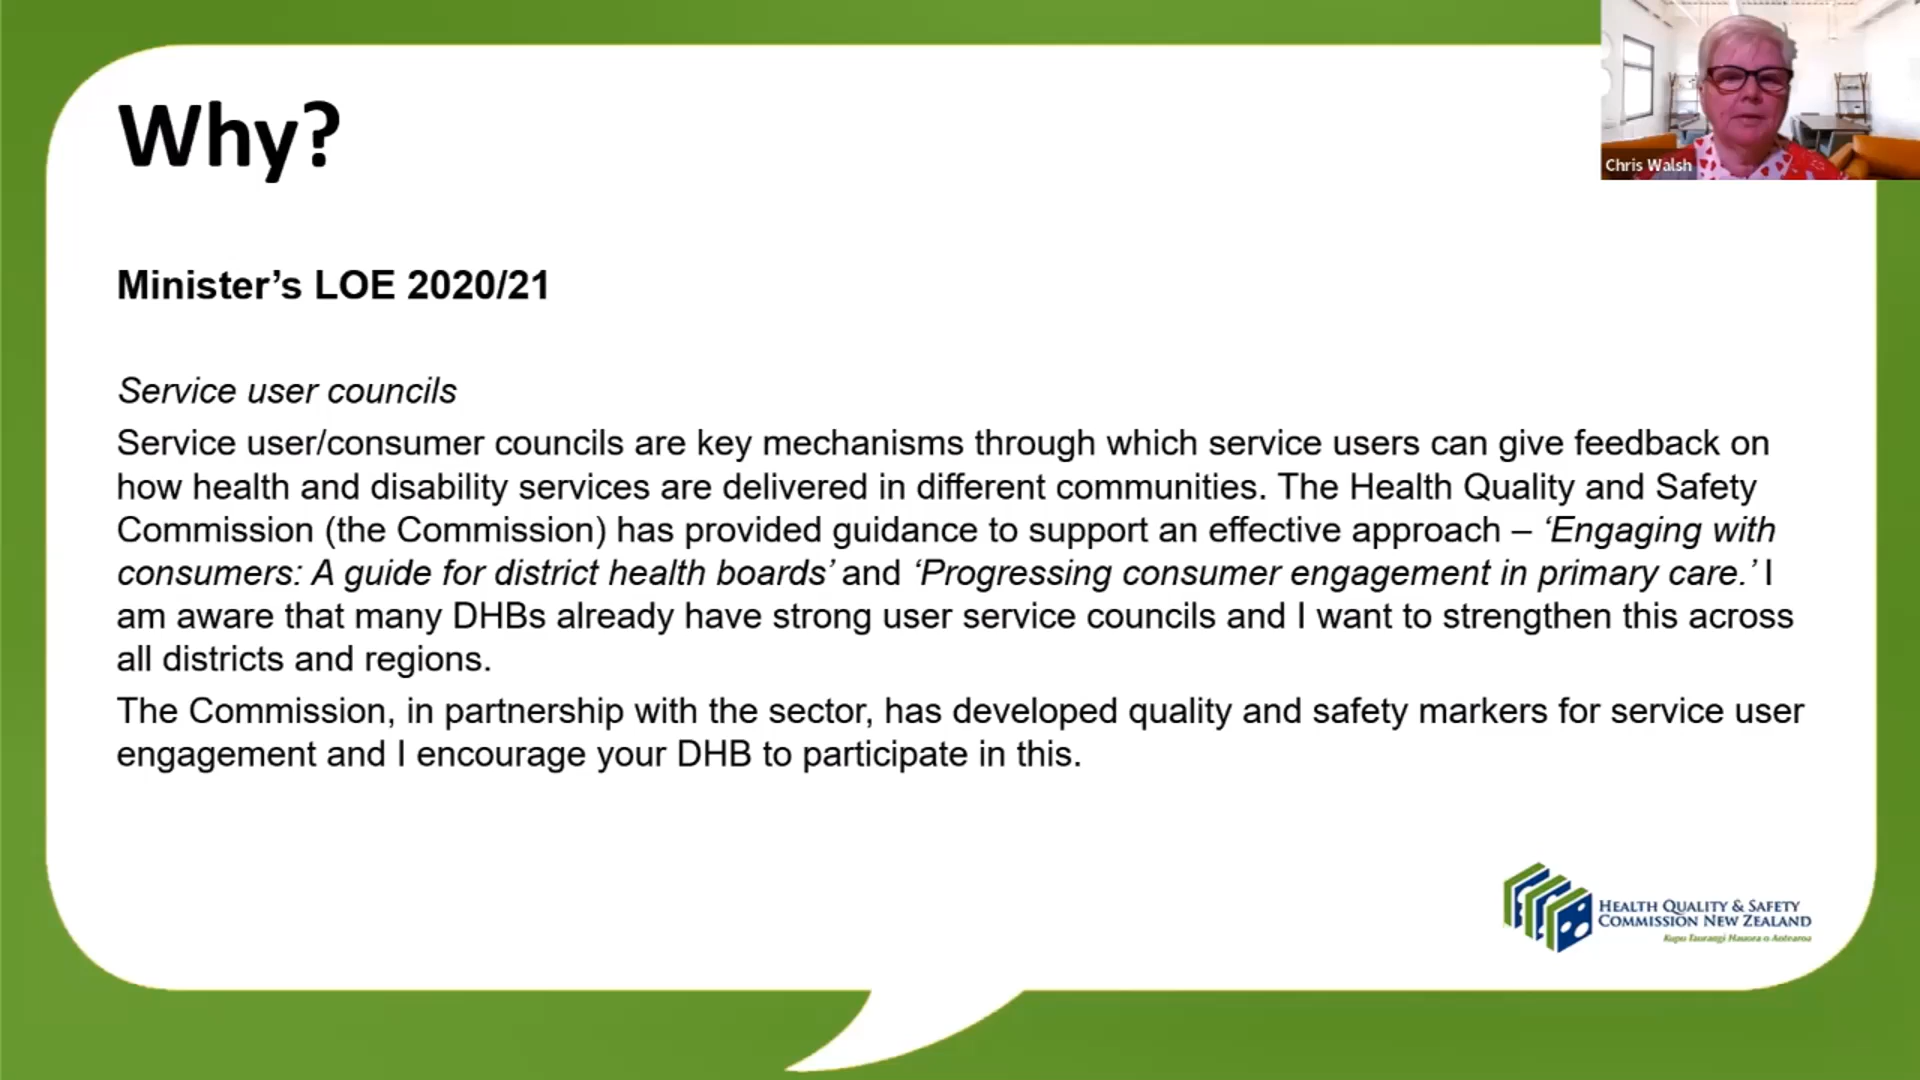 Why?
Chris Walsh
Minister’s LOE 2020/21
Service user councils
Service user/consumer councils are key mechanisms through which service users can give feedback on
how health and disability services are delivered in different communities. The Health Quality and Safety
Commission (the Commission) has provided guidance to support an effective approach – ‘Engaging with
consumers: A guide for district health boards’ and ‘Progressing consumer engagement in primary care.’ I
am aware that many DHBs already have strong user service councils and I want to strengthen this across
all districts and regions.
The Commission, in partnership with the sector, has developed quality and safety markers for service user
engagement and I encourage your DHB to participate in this.
HEALTH QUALITY & SAFETY
COMMISSION NEW ZEALAND
Kupu Taurangi Hauora o Aotearoa